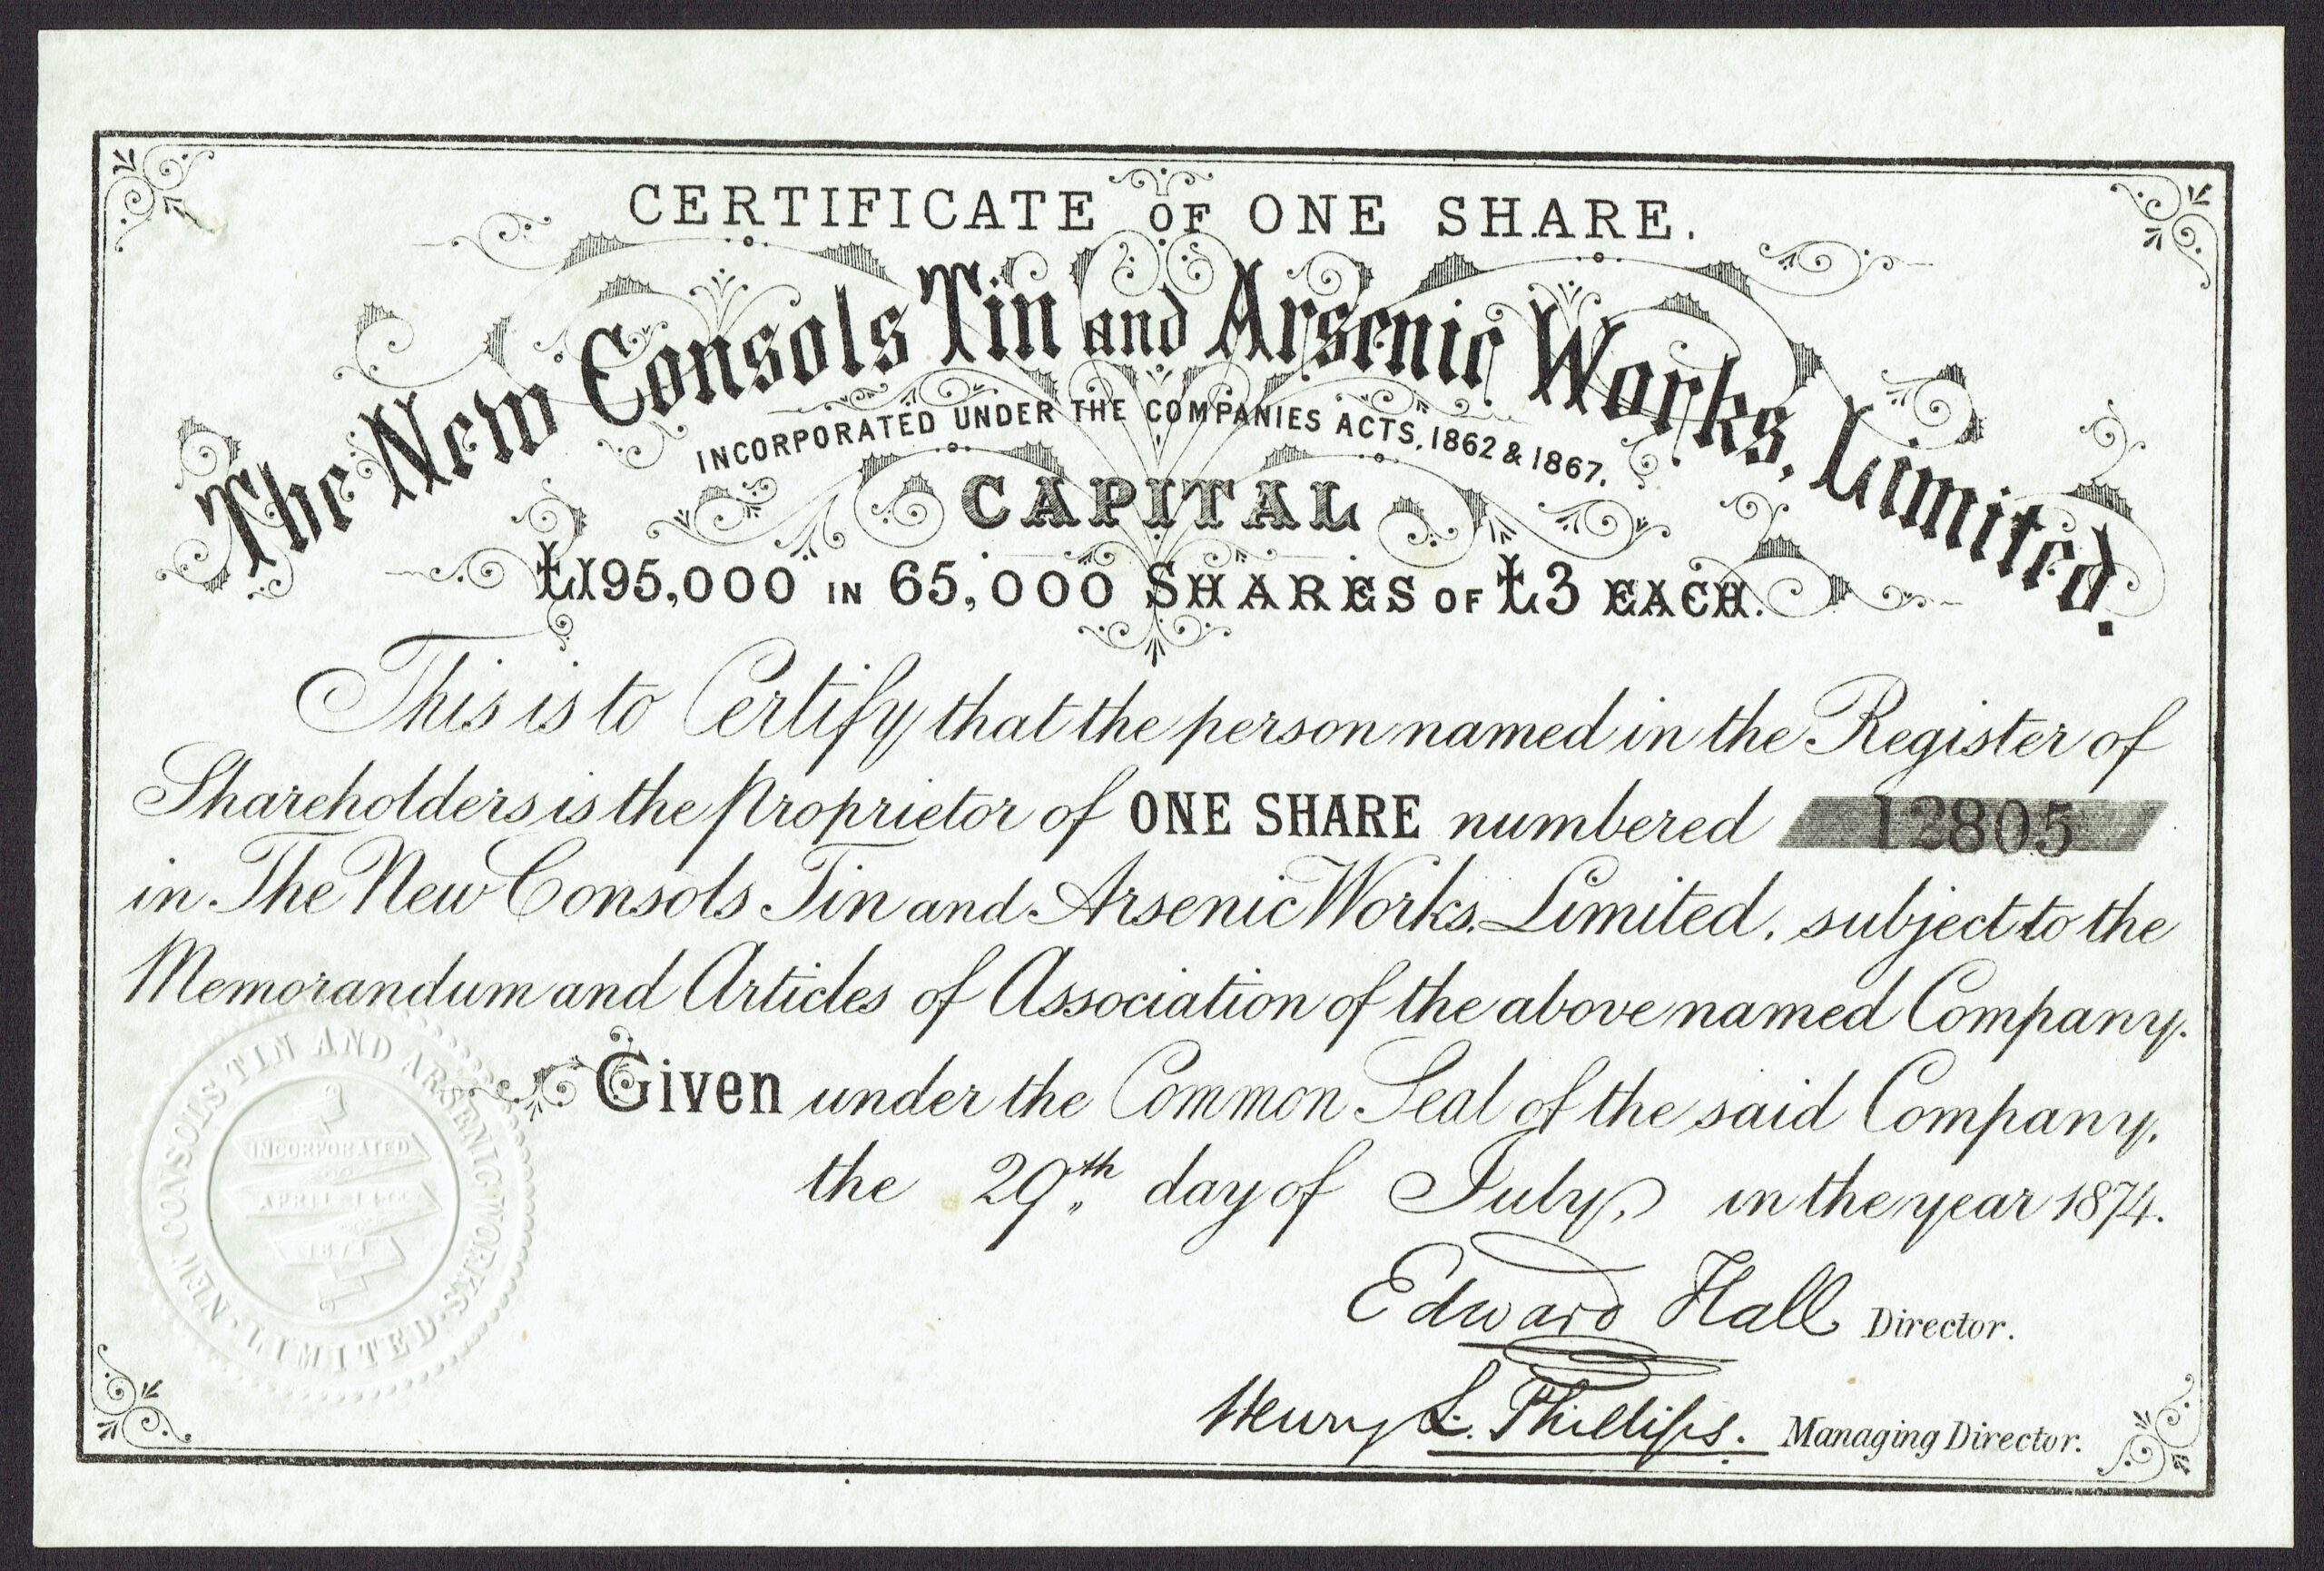 CERTIFICATE OF ONE SHARE.
The New Consols Tin and Arsenic Works, Limited.
INCORPORATED UNDER THE COMPANIES ACTS, 1862 & 1867.
CAPITAL
£195,000 IN 65,000 SHARES OF £3 EACH.
This is to Certify that the person named in the Register of
Shareholders is the Proprietor of ONE SHARE numbered 12805
in The New Consols Tin and Arsenic Works, Limited, subject to the
Memorandum and Articles of Association of the above named Company.
Given under the Common Seal of the said Company,
the 29th day of July, in the year 1874.
Edward Hall Director.
Henry L. Phillips. Managing Director.
NEW CONSOLS TIN AND ARSENIC WORKS · LIMITED ·
INCORPORATED
APRIL